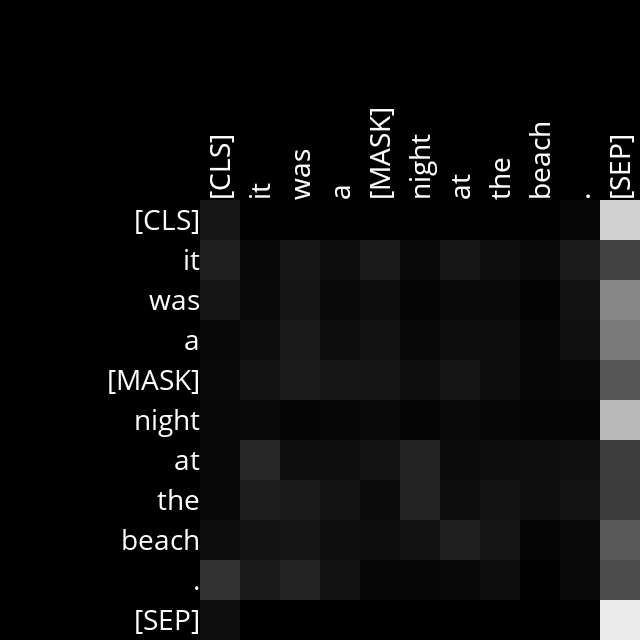 [CLS] it was a [MASK] night at the beach . [SEP]
[CLS]
it
was
a
[MASK]
night
at
the
beach
.
[SEP]